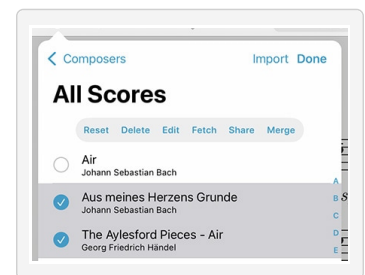 Composers Import Done
All Scores
Reset Delete Edit Fetch Share Merge
Air
Johann Sebastian Bach
A
Aus meines Herzens Grunde
B
Johann Sebastian Bach
C
The Aylesford Pieces - Air
D
Georg Friedrich Händel
E